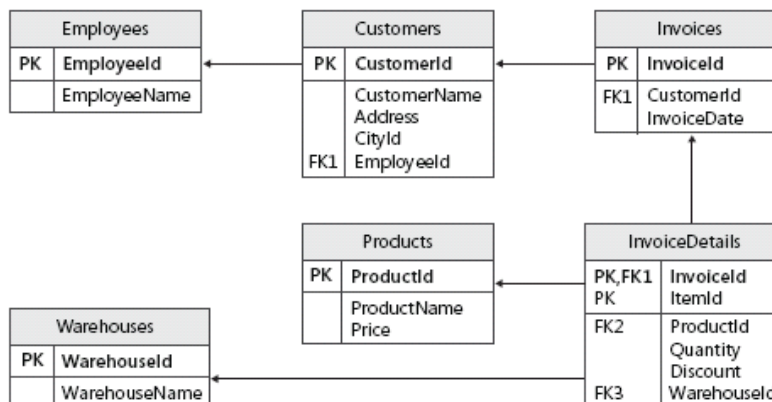 Employees
PK EmployeeId
EmployeeName
Customers
PK CustomerId
CustomerName
Address
CityId
FK1 EmployeeId
Invoices
PK InvoiceId
FK1 CustomerId
InvoiceDate
Products
PK ProductId
ProductName
Price
InvoiceDetails
PK,FK1 InvoiceId
PK ItemId
FK2 ProductId
Quantity
Discount
FK3 WarehouseId
Warehouses
PK WarehouseId
WarehouseName